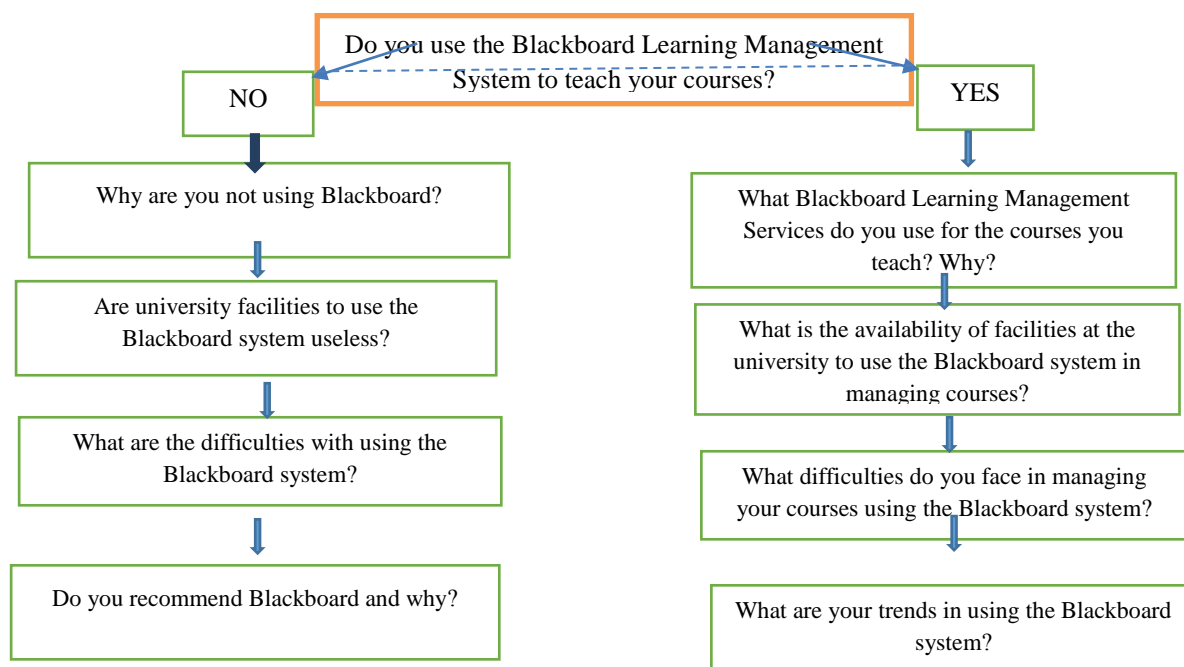 Do you use the Blackboard Learning Management
System to teach your courses?
NO
Why are you not using Blackboard?
Are university facilities to use the
Blackboard system useless?
What are the difficulties with using the
Blackboard system?
Do you recommend Blackboard and why?
YES
What Blackboard Learning Management
Services do you use for the courses you
teach? Why?
What is the availability of facilities at the
university to use the Blackboard system in
managing courses?
What difficulties do you face in managing
your courses using the Blackboard system?
What are your trends in using the Blackboard
system?